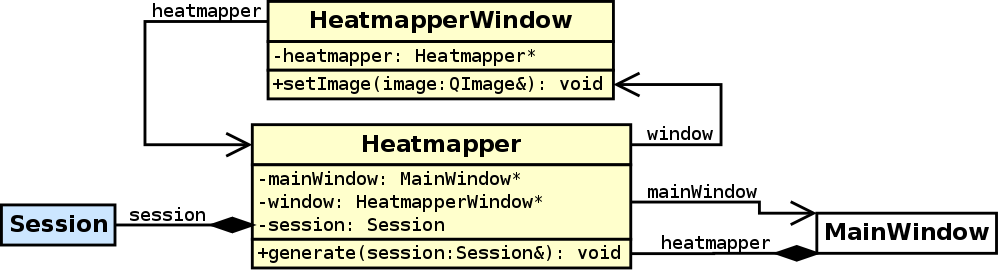 heatmapper
HeatmapperWindow
-heatmapper: Heatmapper*
+setImage(image:QImage&): void
Heatmapper
window
-mainWindow: MainWindow*
-window: HeatmapperWindow*
-session: Session
+generate(session:Session&): void
Session
session
mainWindow
MainWindow
heatmapper